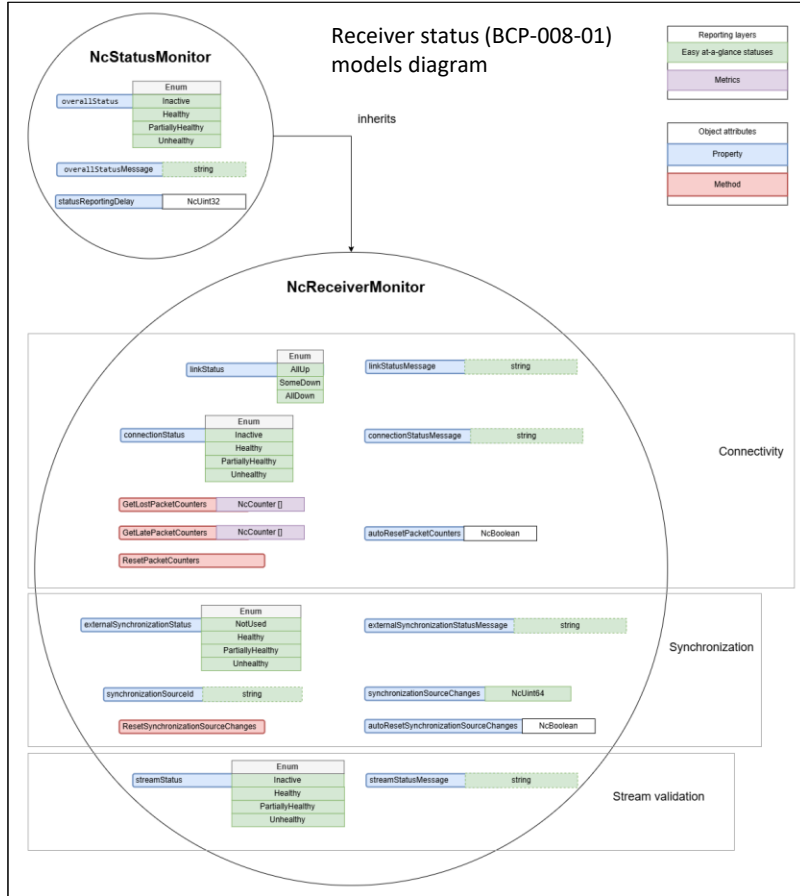 Receiver status (BCP-008-01)
models diagram
Reporting layers
Easy at-a-glance statuses
Metrics
Object attributes
Property
Method
NcStatusMonitor
overallStatus
Enum
Inactive
Healthy
PartiallyHealthy
Unhealthy
overallStatusMessage
string
statusReportingDelay
NcUint32
inherits
NcReceiverMonitor
linkStatus
Enum
AllUp
SomeDown
AllDown
linkStatusMessage
string
connectionStatus
Enum
Inactive
Healthy
PartiallyHealthy
Unhealthy
connectionStatusMessage
string
Connectivity
GetLostPacketCounters
NcCounter []
GetLatePacketCounters
NcCounter []
autoResetPacketCounters
NcBoolean
ResetPacketCounters
externalSynchronizationStatus
Enum
NotUsed
Healthy
PartiallyHealthy
Unhealthy
externalSynchronizationStatusMessage
string
Synchronization
synchronizationSourceId
string
synchronizationSourceChanges
NcUint64
ResetSynchronizationSourceChanges
autoResetSynchronizationSourceChanges
NcBoolean
streamStatus
Enum
Inactive
Healthy
PartiallyHealthy
Unhealthy
streamStatusMessage
string
Stream validation